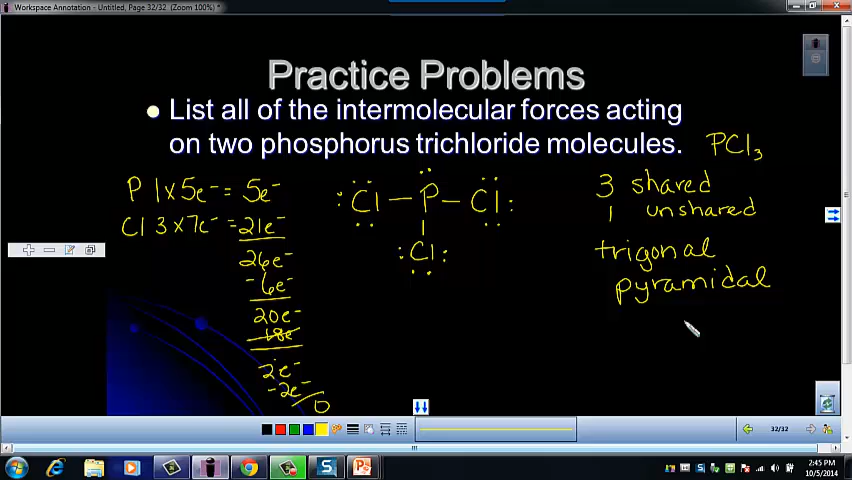 Workspace Annotation - Untitled, Page 32/32 (Zoom 100%) *
Practice Problems
List all of the intermolecular forces acting
on two phosphorus trichloride molecules.
PCl3
P 1x5e- = 5e-
Cl 3x7e- = 21e-
26e-
-6e-
20e-
-18e-
2e-
-2e-
0
Cl - P - Cl
Cl
3 shared
1 unshared
trigonal
pyramidal
32/32
2:45 PM
10/5/2014